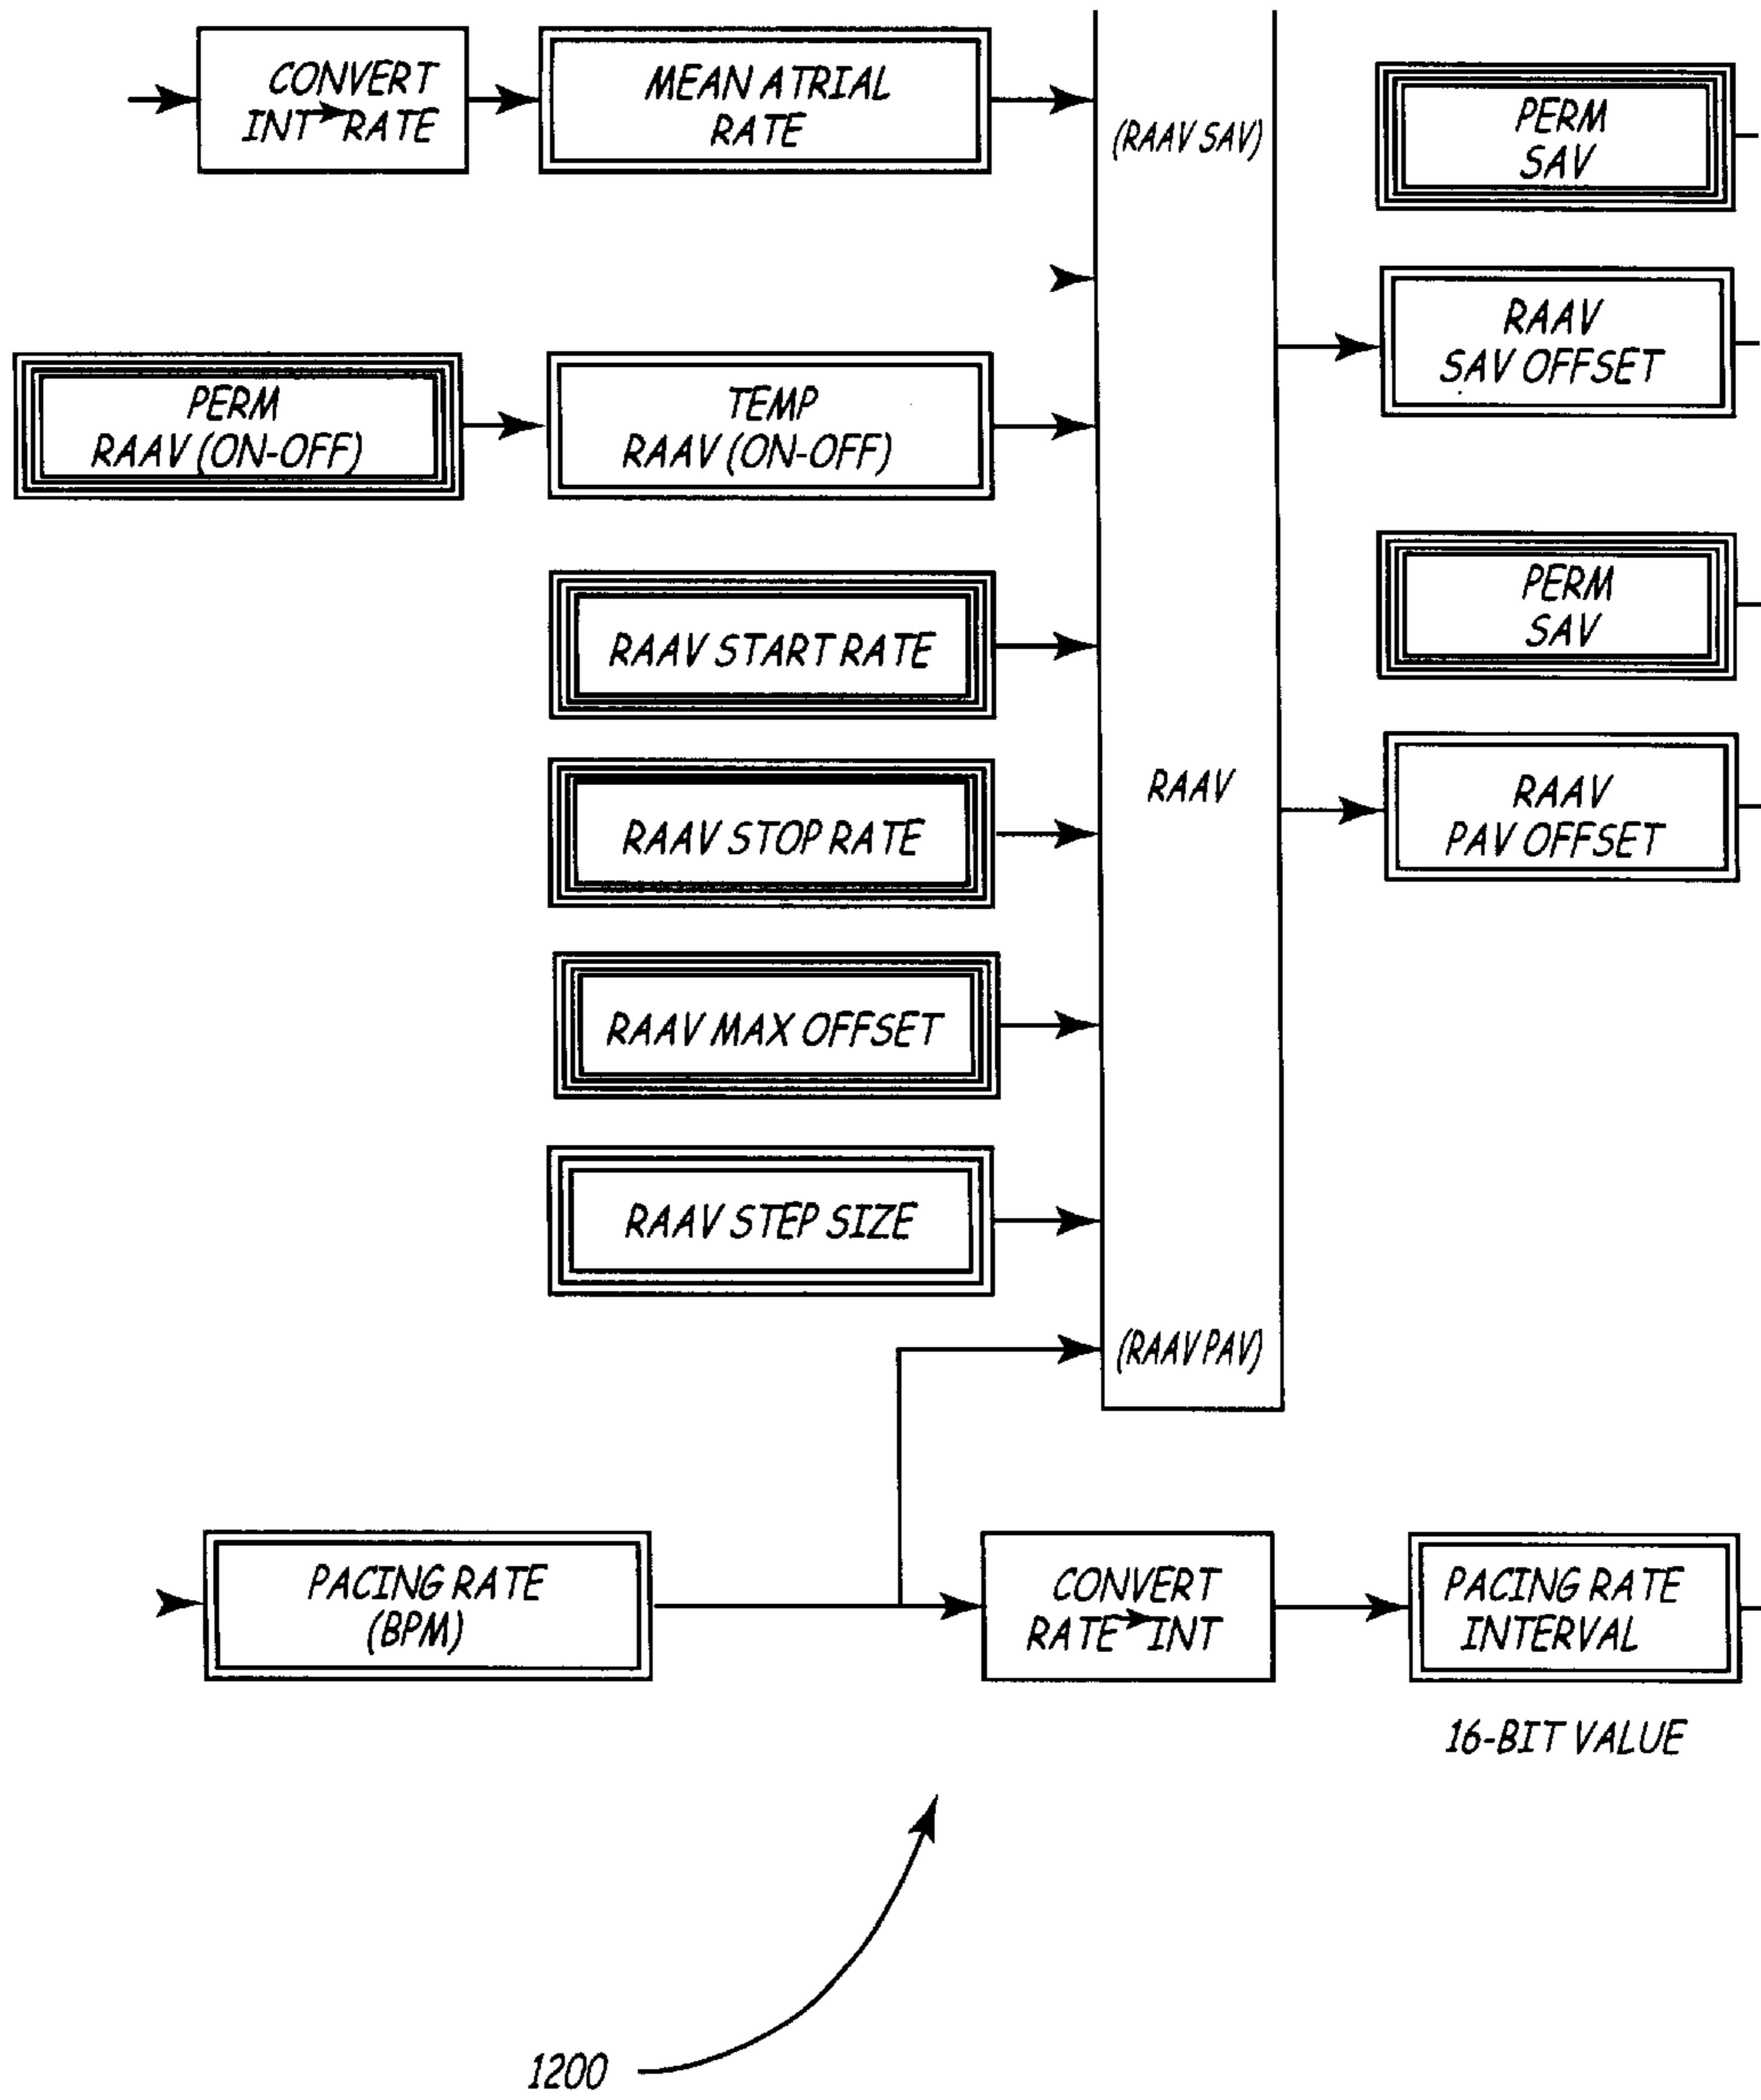 CONVERT
INT➔RATE
MEAN ATRIAL
RATE
(RAAV SAV)
PERM
SAV
RAAV
SAV OFFSET
PERM
RAAV (ON-OFF)
TEMP
RAAV (ON-OFF)
PERM
SAV
RAAV START RATE
RAAV STOP RATE
RAAV
RAAV
PAV OFFSET
RAAV MAX OFFSET
RAAV STEP SIZE
(RAAV PAV)
PACING RATE
(BPM)
CONVERT
RATE➔INT
PACING RATE
INTERVAL
16-BIT VALUE
1200